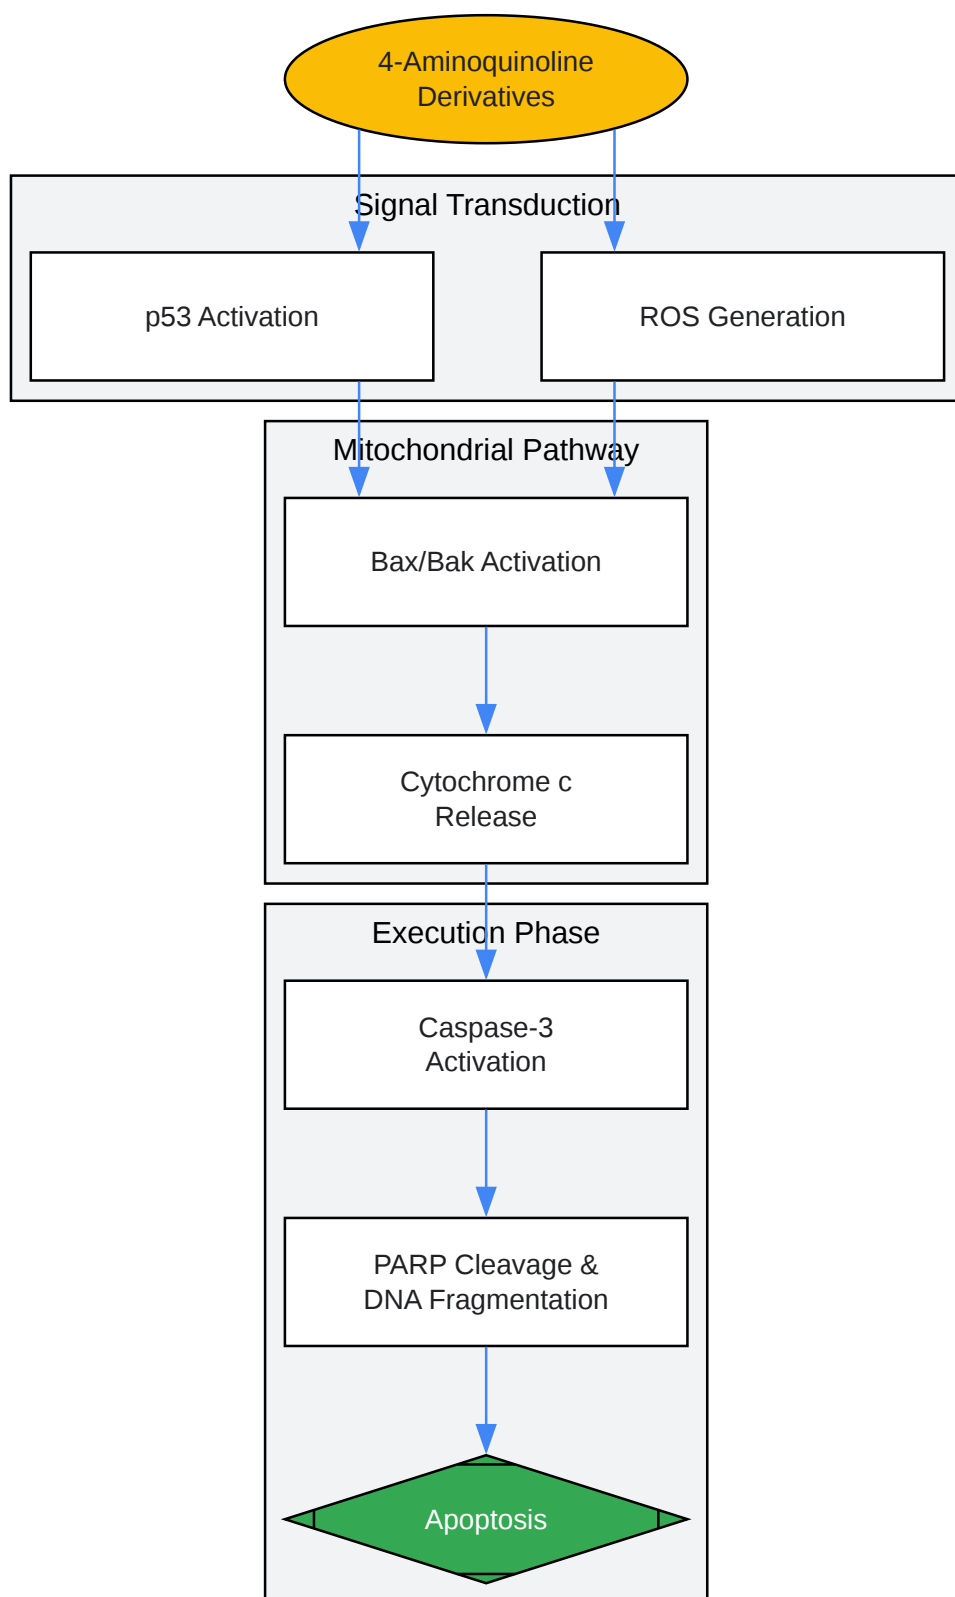 4-Aminoquinoline
Derivatives
Signal Transduction
p53 Activation
ROS Generation
Mitochondrial Pathway
Bax/Bak Activation
Cytochrome c
Release
Execution Phase
Caspase-3
Activation
PARP Cleavage &
DNA Fragmentation
Apoptosis